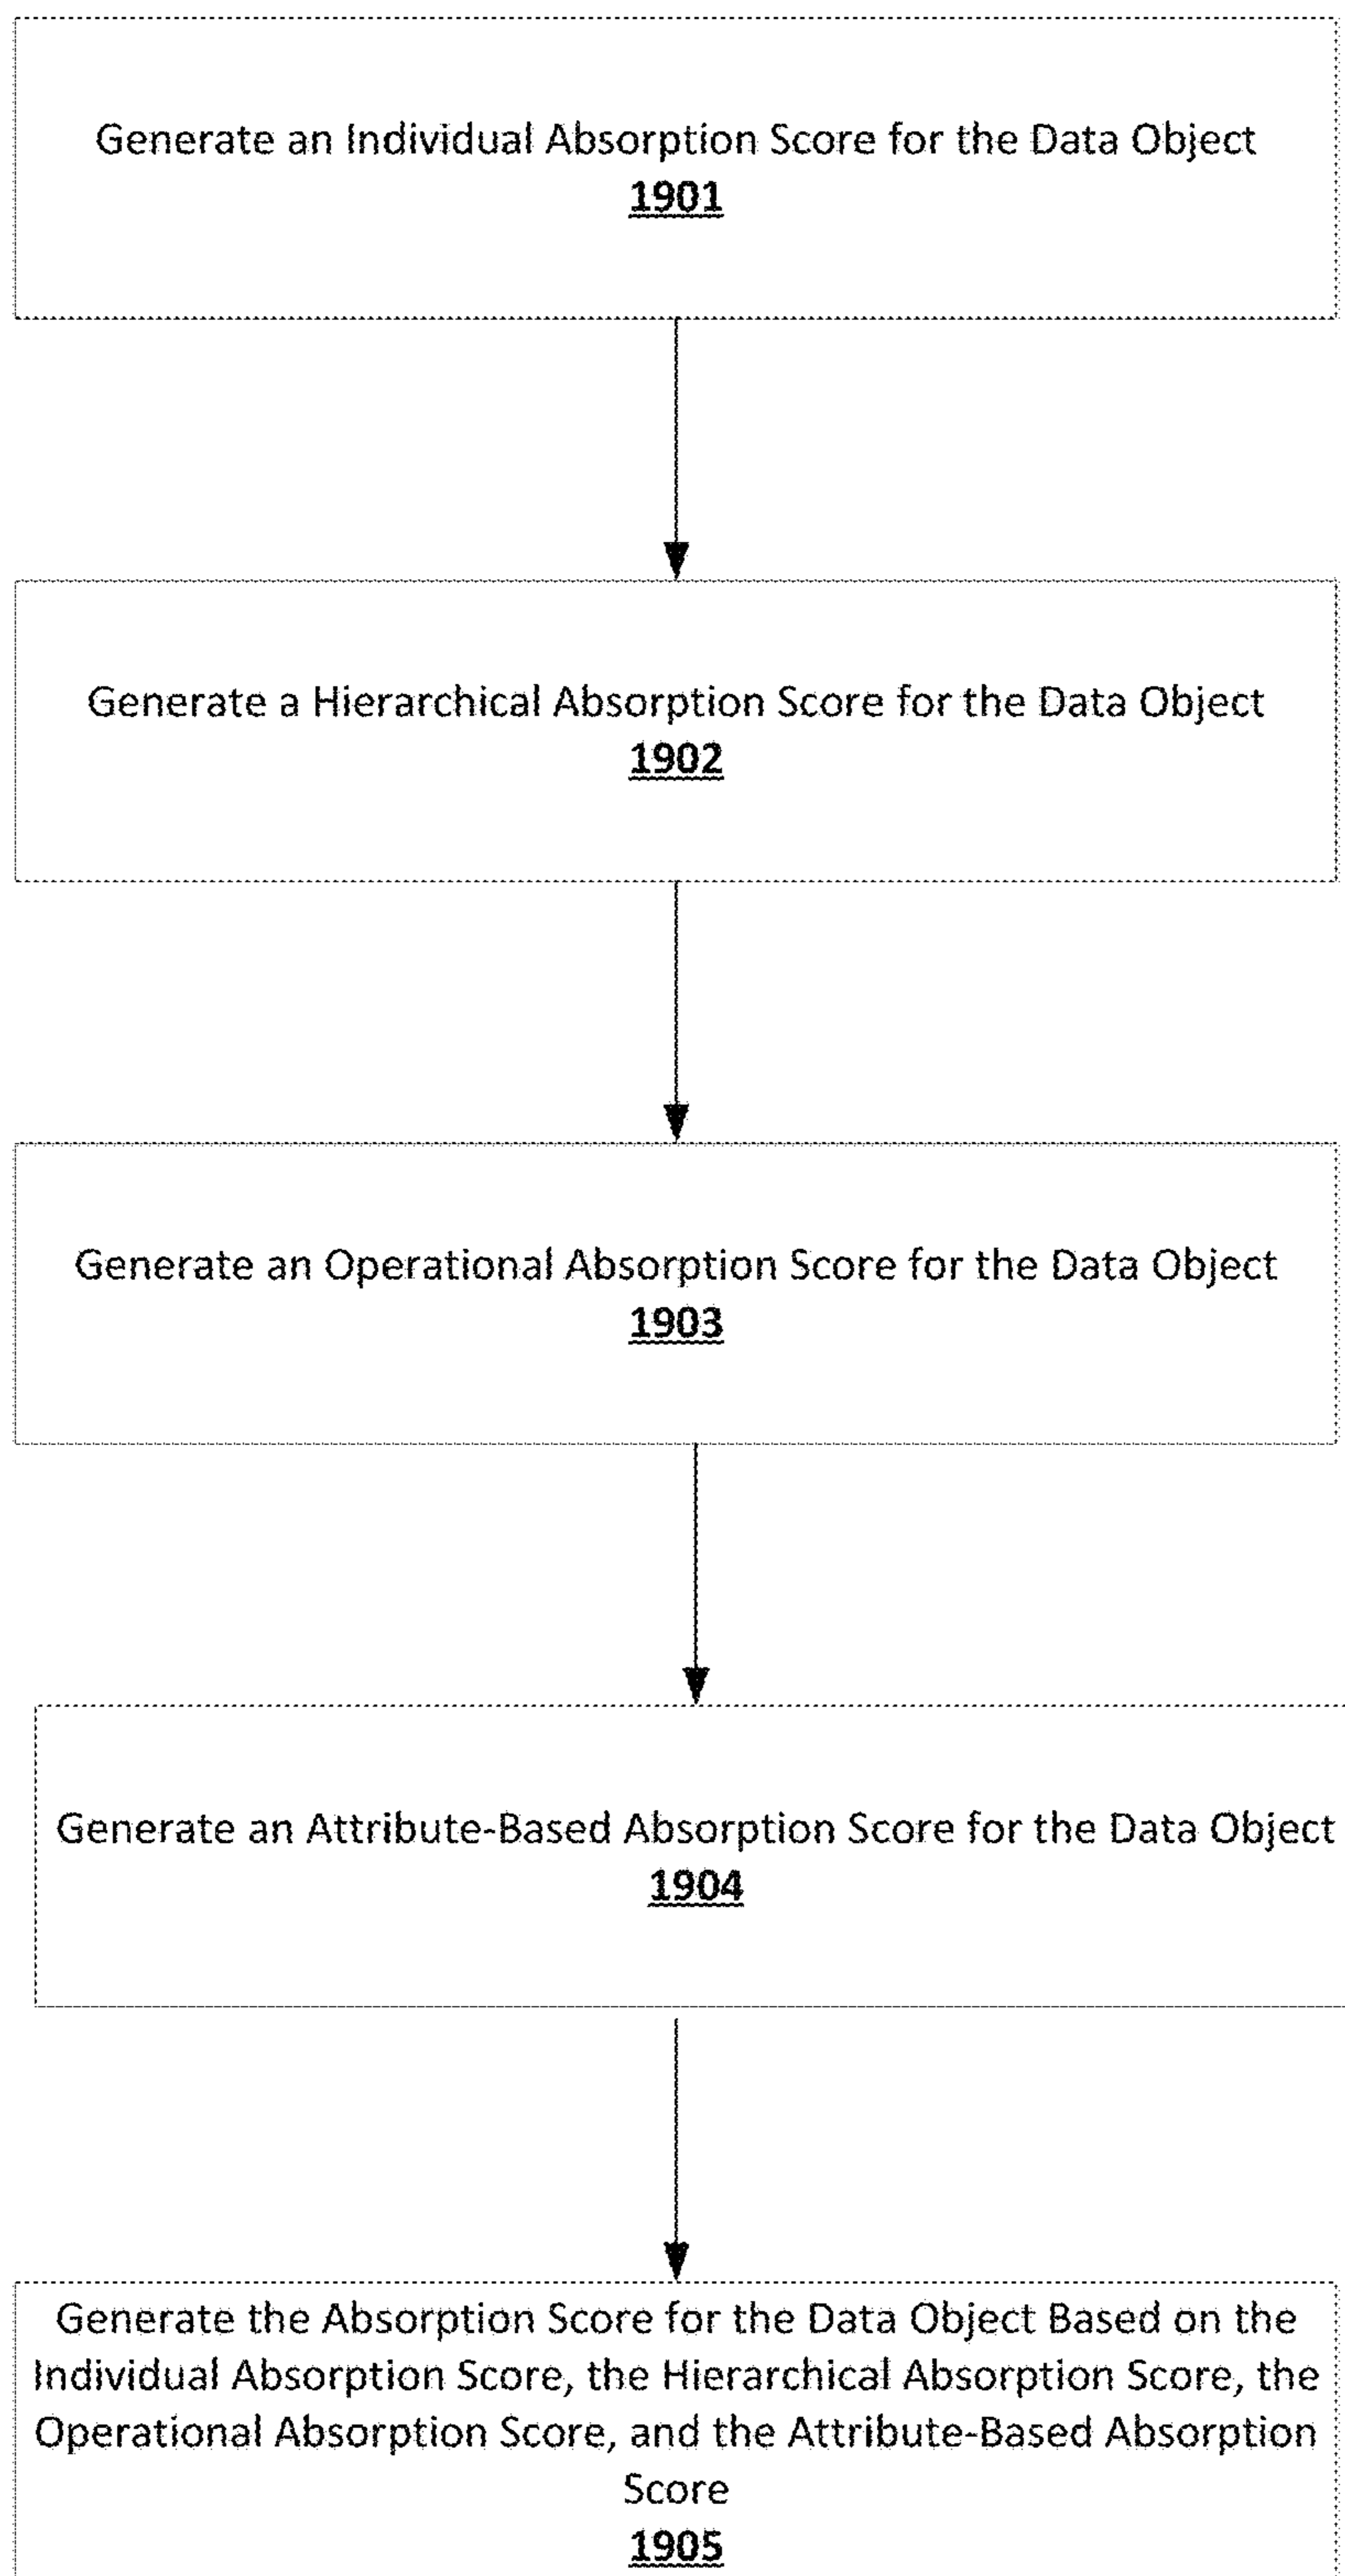 Generate an Individual Absorption Score for the Data Object
1901
Generate a Hierarchical Absorption Score for the Data Object
1902
Generate an Operational Absorption Score for the Data Object
1903
Generate an Attribute-Based Absorption Score for the Data Object
1904
Generate the Absorption Score for the Data Object Based on the
Individual Absorption Score, the Hierarchical Absorption Score, the
Operational Absorption Score, and the Attribute-Based Absorption
Score
1905